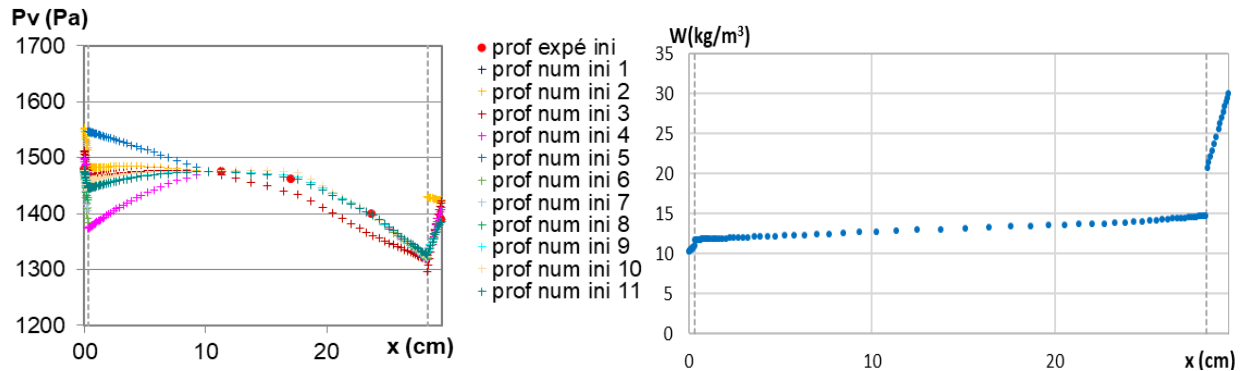 Pv (Pa)
1700
1600
1500
1400
1300
1200
00
10
20
x (cm)
prof expé ini
prof num ini 1
prof num ini 2
prof num ini 3
prof num ini 4
prof num ini 5
prof num ini 6
prof num ini 7
prof num ini 8
prof num ini 9
prof num ini 10
prof num ini 11
W(kg/m³)
35
30
25
20
15
10
5
0
0
10
20
x (cm)